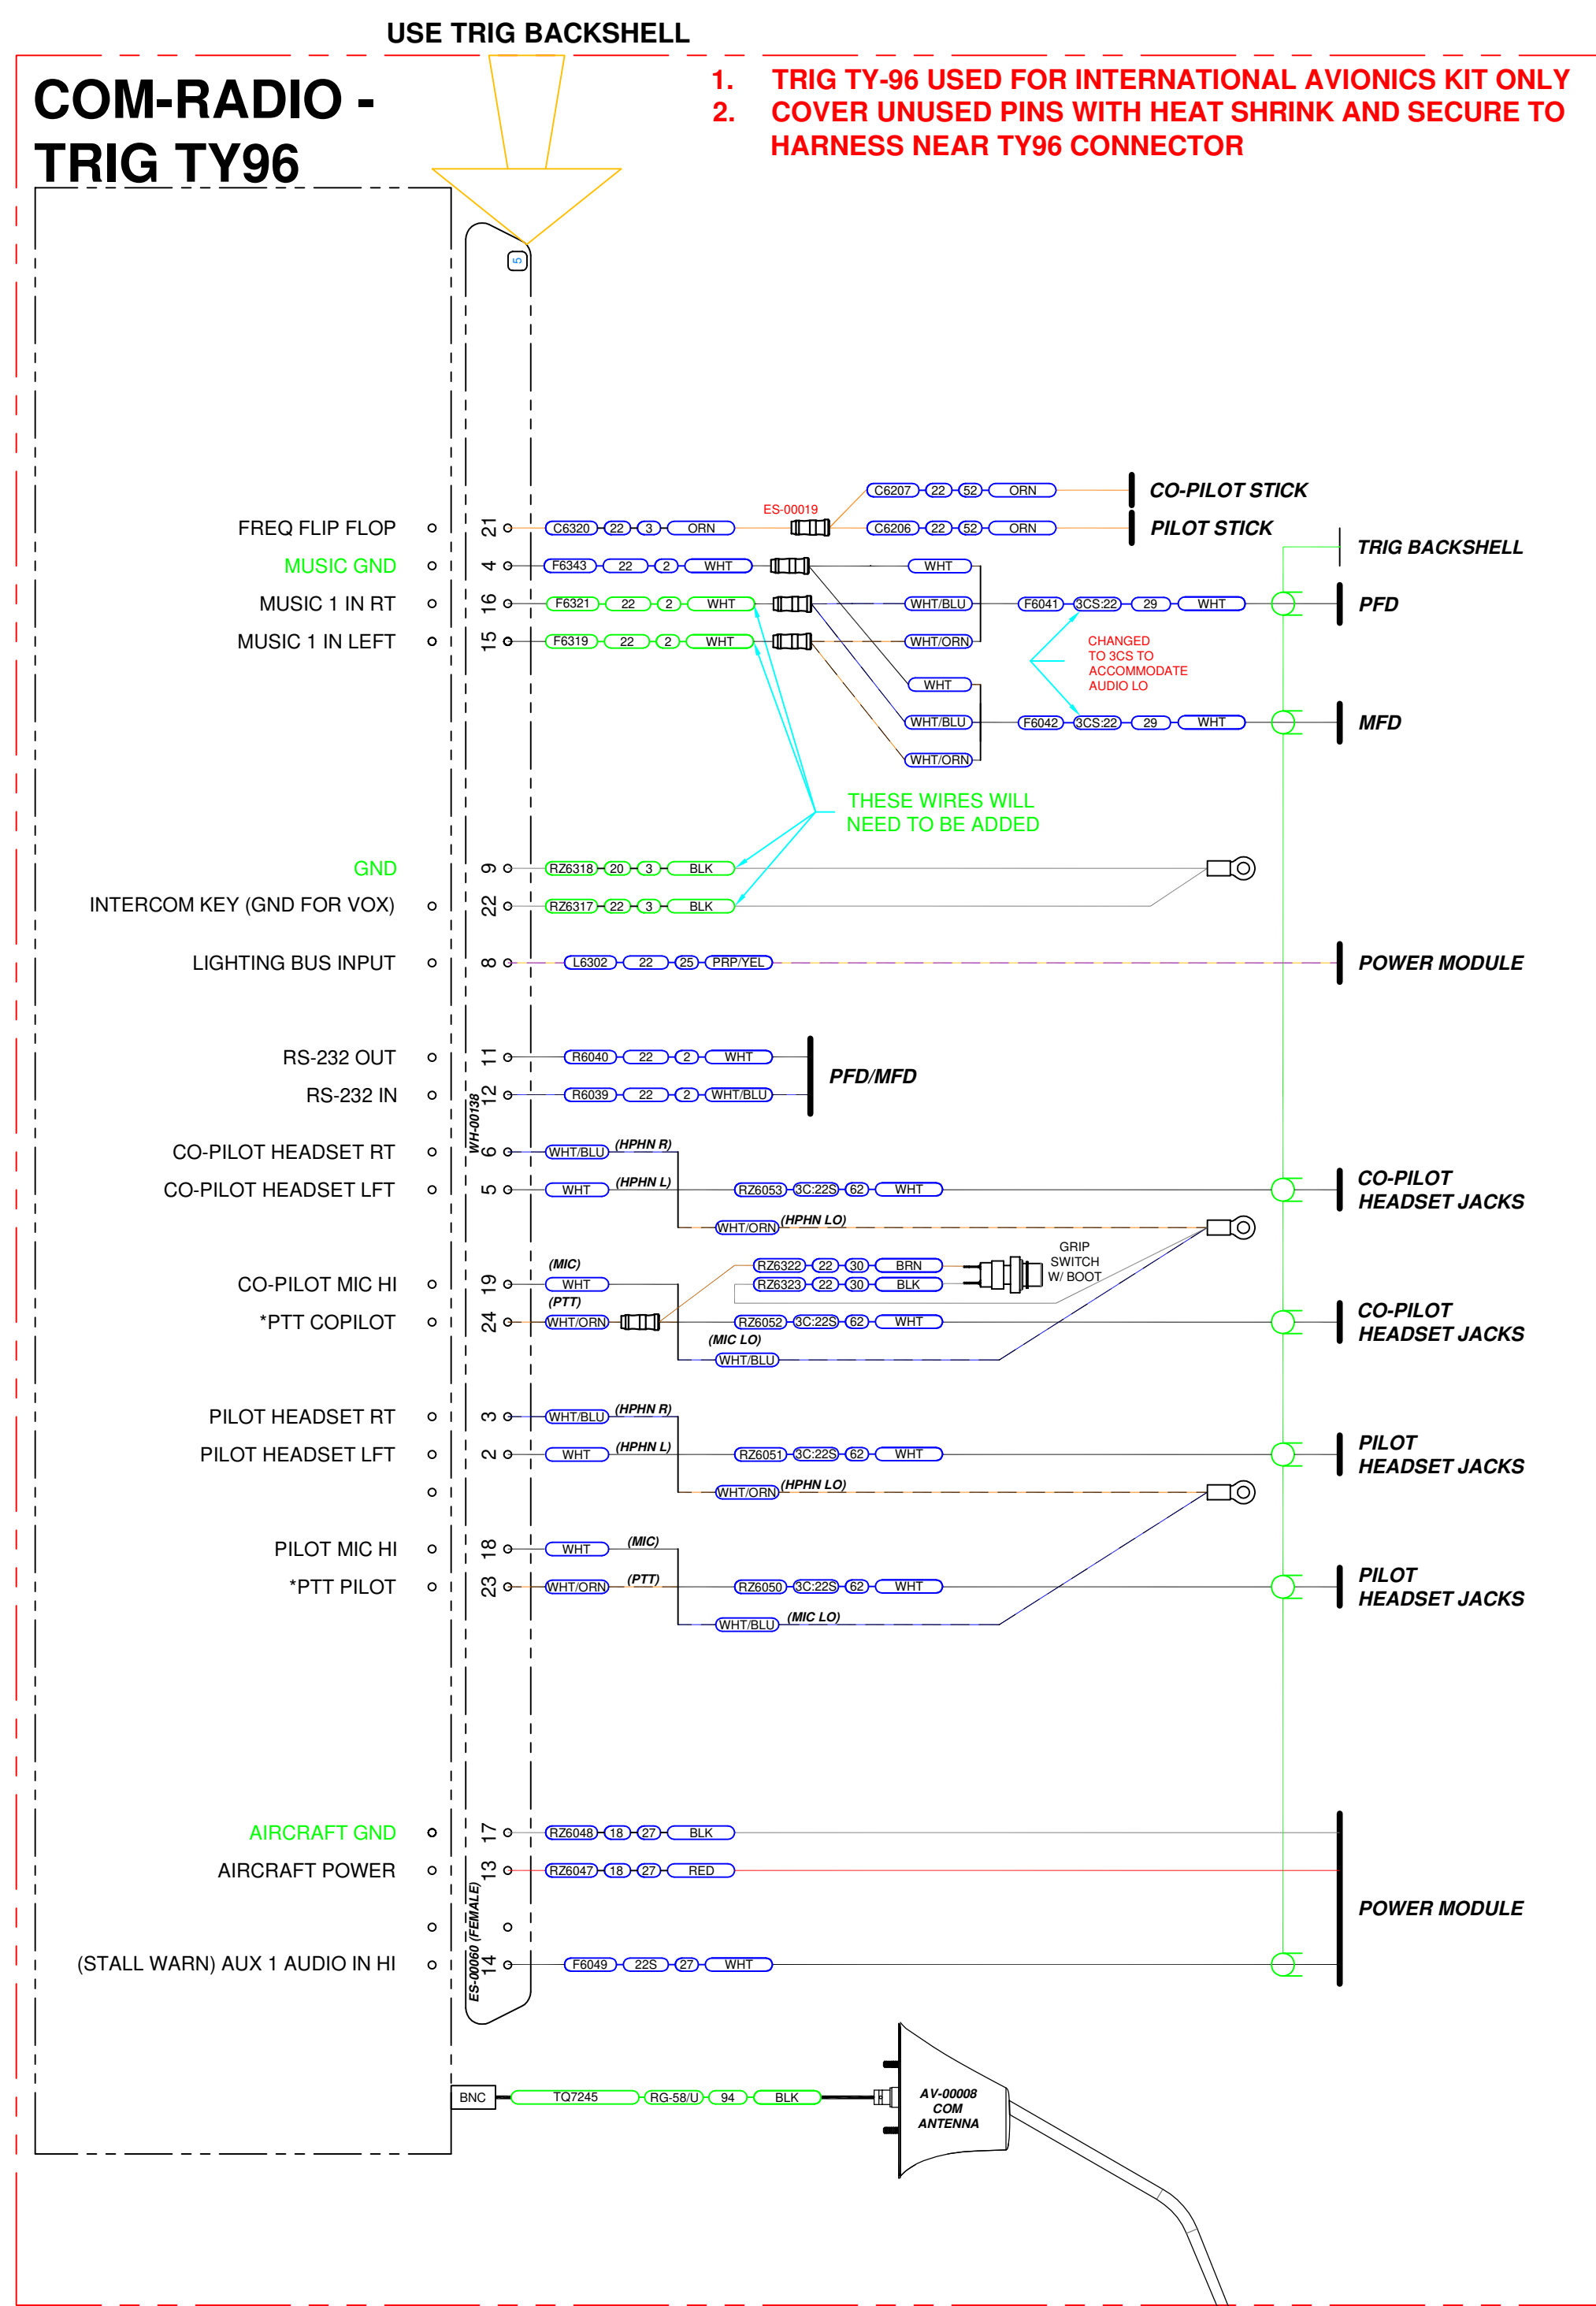 USE TRIG BACKSHELL
COM-RADIO -
TRIG TY96
1. TRIG TY-96 USED FOR INTERNATIONAL AVIONICS KIT ONLY
2. COVER UNUSED PINS WITH HEAT SHRINK AND SECURE TO
HARNESS NEAR TY96 CONNECTOR
5
C6207 22 52 ORN CO-PILOT STICK
ES-00019
FREQ FLIP FLOP 21 C6320 22 3 ORN C6206 22 52 ORN PILOT STICK
TRIG BACKSHELL
MUSIC GND 4 F6343 22 2 WHT WHT
MUSIC 1 IN RT 16 F6321 22 2 WHT WHT/BLU F6041 3CS:22 29 WHT PFD
MUSIC 1 IN LEFT 15 F6319 22 2 WHT WHT/ORN
CHANGED
TO 3CS TO
ACCOMMODATE
AUDIO LO
WHT
WHT/BLU F6042 3CS:22 29 WHT MFD
WHT/ORN
THESE WIRES WILL
NEED TO BE ADDED
GND 9 RZ6318 20 3 BLK
INTERCOM KEY (GND FOR VOX) 22 RZ6317 22 3 BLK
LIGHTING BUS INPUT 8 L6302 22 25 PRP/YEL POWER MODULE
RS-232 OUT 11 R6040 22 2 WHT
PFD/MFD
RS-232 IN 12 R6039 22 2 WHT/BLU
WH-00138
CO-PILOT HEADSET RT 6 WHT/BLU (HPHN R)
CO-PILOT HEADSET LFT 5 WHT (HPHN L) RZ6053 3C:22S 62 WHT CO-PILOT
HEADSET JACKS
WHT/ORN (HPHN LO)
GRIP
SWITCH
W/ BOOT
RZ6322 22 30 BRN
(MIC)
CO-PILOT MIC HI 19 WHT RZ6323 22 30 BLK
(PTT)
*PTT COPILOT 24 WHT/ORN RZ6052 3C:22S 62 WHT CO-PILOT
HEADSET JACKS
(MIC LO)
WHT/BLU
PILOT HEADSET RT 3 WHT/BLU (HPHN R)
PILOT HEADSET LFT 2 WHT (HPHN L) RZ6051 3C:22S 62 WHT PILOT
HEADSET JACKS
WHT/ORN (HPHN LO)
PILOT MIC HI 18 WHT (MIC)
*PTT PILOT 23 WHT/ORN (PTT) RZ6050 3C:22S 62 WHT PILOT
HEADSET JACKS
WHT/BLU (MIC LO)
AIRCRAFT GND 17 RZ6048 18 27 BLK
AIRCRAFT POWER 13 RZ6047 18 27 RED
POWER MODULE
ES-00060 (FEMALE)
(STALL WARN) AUX 1 AUDIO IN HI 14 F6049 22S 27 WHT
BNC TQ7245 RG-58/U 94 BLK
AV-00008
COM
ANTENNA